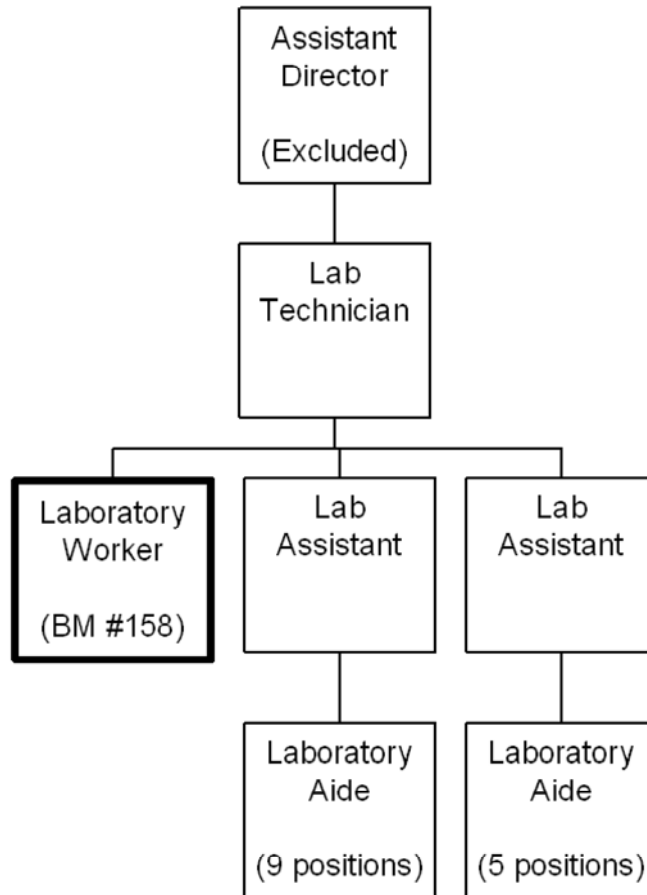 Assistant
Director
(Excluded)
Lab
Technician
Laboratory
Worker
(BM #158)
Lab
Assistant
Lab
Assistant
Laboratory
Aide
(9 positions)
Laboratory
Aide
(5 positions)